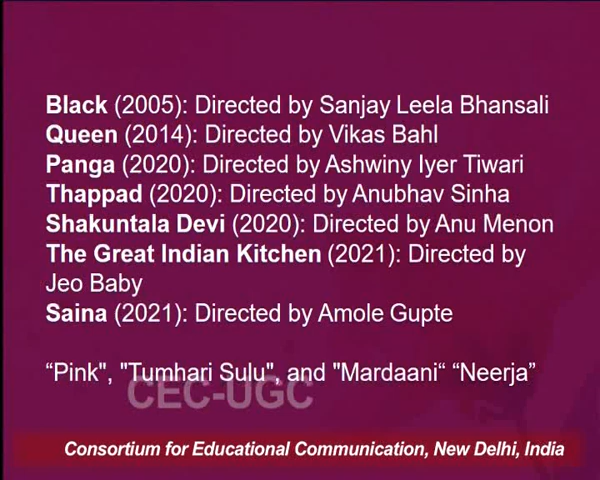 Black (2005): Directed by Sanjay Leela Bhansali
Queen (2014): Directed by Vikas Bahl
Panga (2020): Directed by Ashwiny Iyer Tiwari
Thappad (2020): Directed by Anubhav Sinha
Shakuntala Devi (2020): Directed by Anu Menon
The Great Indian Kitchen (2021): Directed by
Jeo Baby
Saina (2021): Directed by Amole Gupte
“Pink", "Tumhari Sulu", and "Mardaani“ “Neerja”
CEC-UGC
Consortium for Educational Communication, New Delhi, India